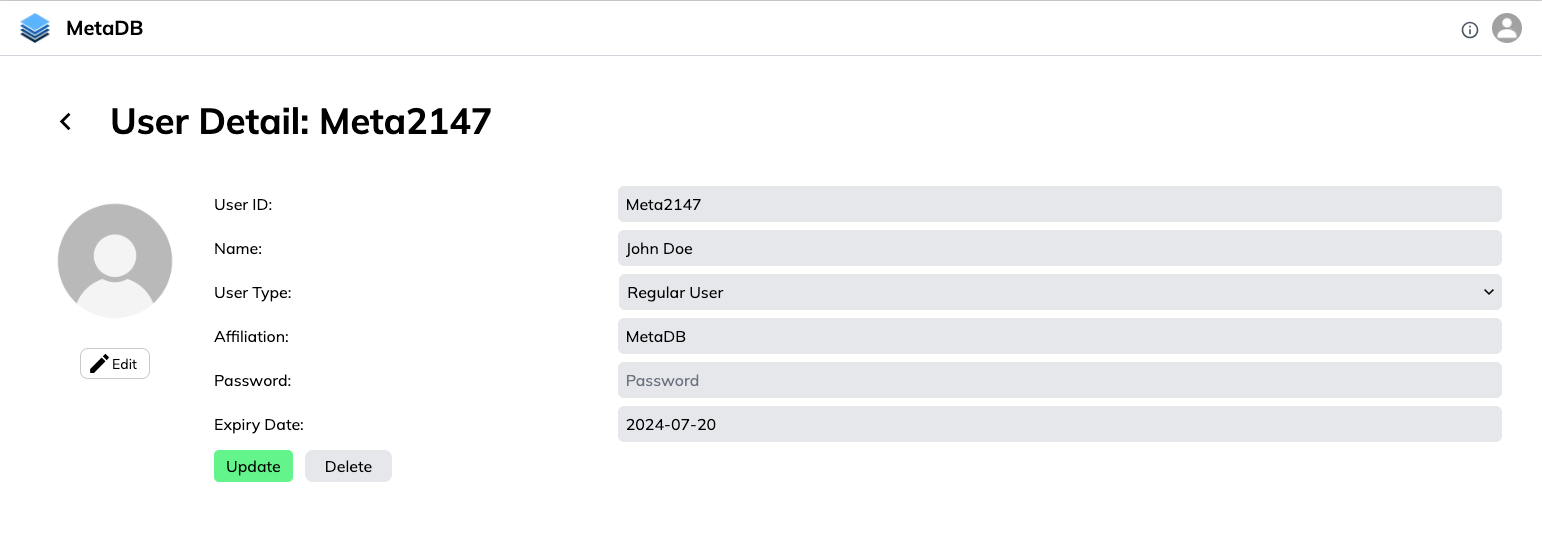 MetaDB
User Detail: Meta2147
User ID: Meta2147
Name: John Doe
User Type: Regular User
Affiliation: MetaDB
Edit
Password: Password
Expiry Date: 2024-07-20
Update Delete